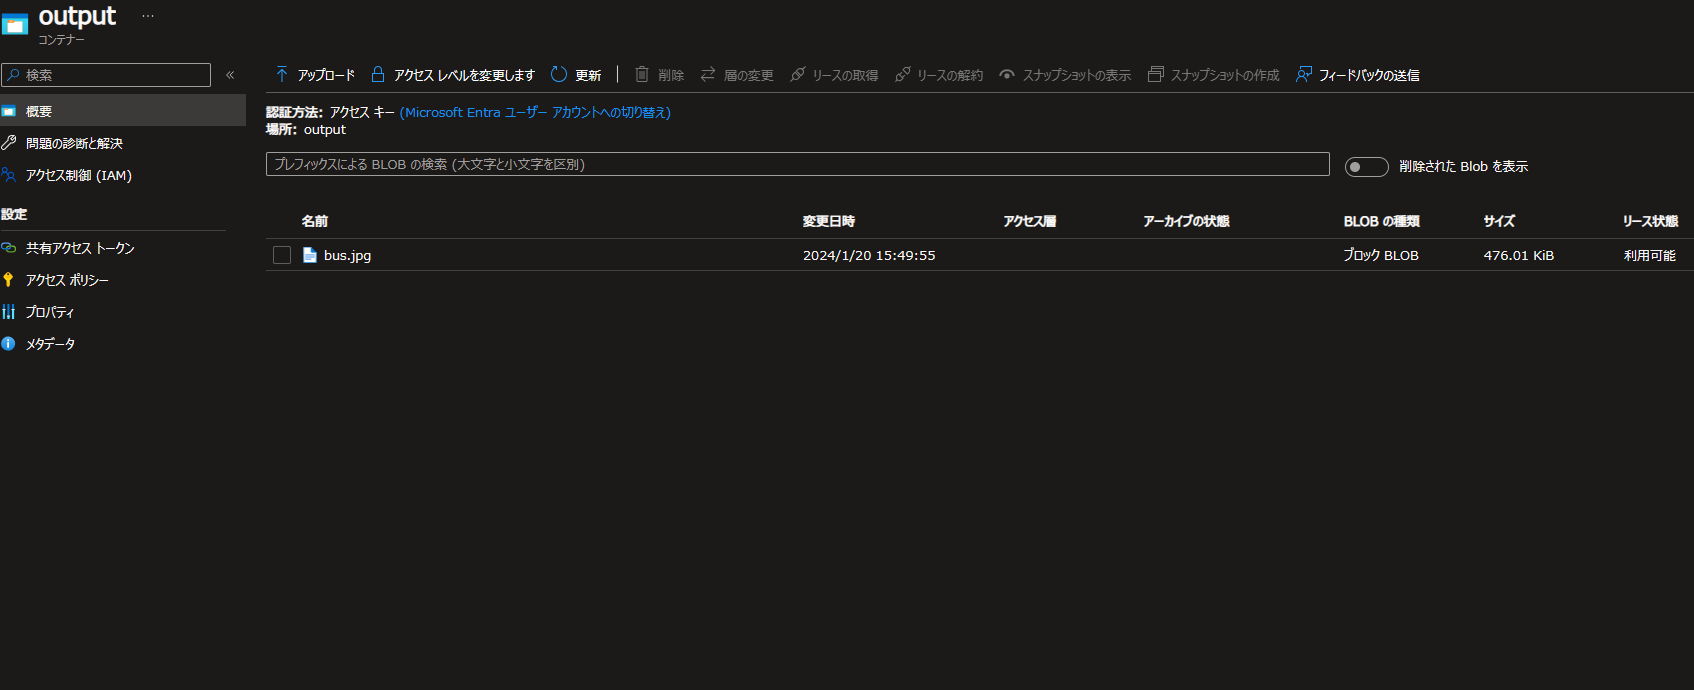 output ...
コンテナー
検索 «
アップロード アクセス レベルを変更します 更新 | 削除 層の変更 リースの取得 リースの解約 スナップショットの表示 スナップショットの作成 フィードバックの送信
概要
問題の診断と解決
アクセス制御 (IAM)
設定
共有アクセス トークン
アクセス ポリシー
プロパティ
メタデータ
認証方法: アクセス キー (Microsoft Entra ユーザー アカウントへの切り替え)
場所: output
プレフィックスによる BLOB の検索 (大文字と小文字を区別) 削除された Blob を表示
名前 変更日時 アクセス層 アーカイブの状態 BLOB の種類 サイズ リース状態
bus.jpg 2024/1/20 15:49:55 ブロック BLOB 476.01 KiB 利用可能